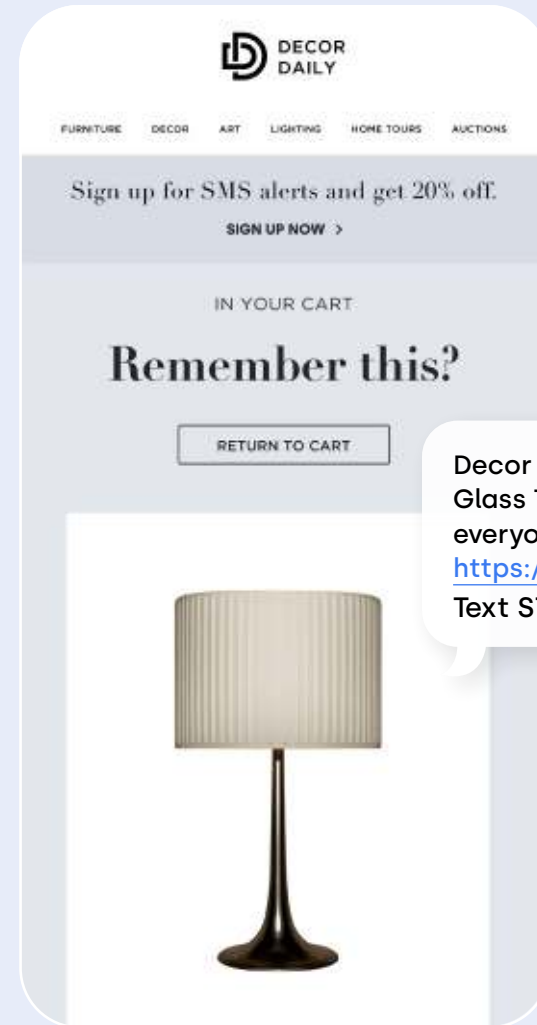 DECOR
DAILY
FURNITURE DECOR ART LIGHTING HOME TOURS AUCTIONS
Sign up for SMS alerts and get 20% off.
SIGN UP NOW >
IN YOUR CART
Remember this?
RETURN TO CART
Decor
Glass
everyo
https:/
Text